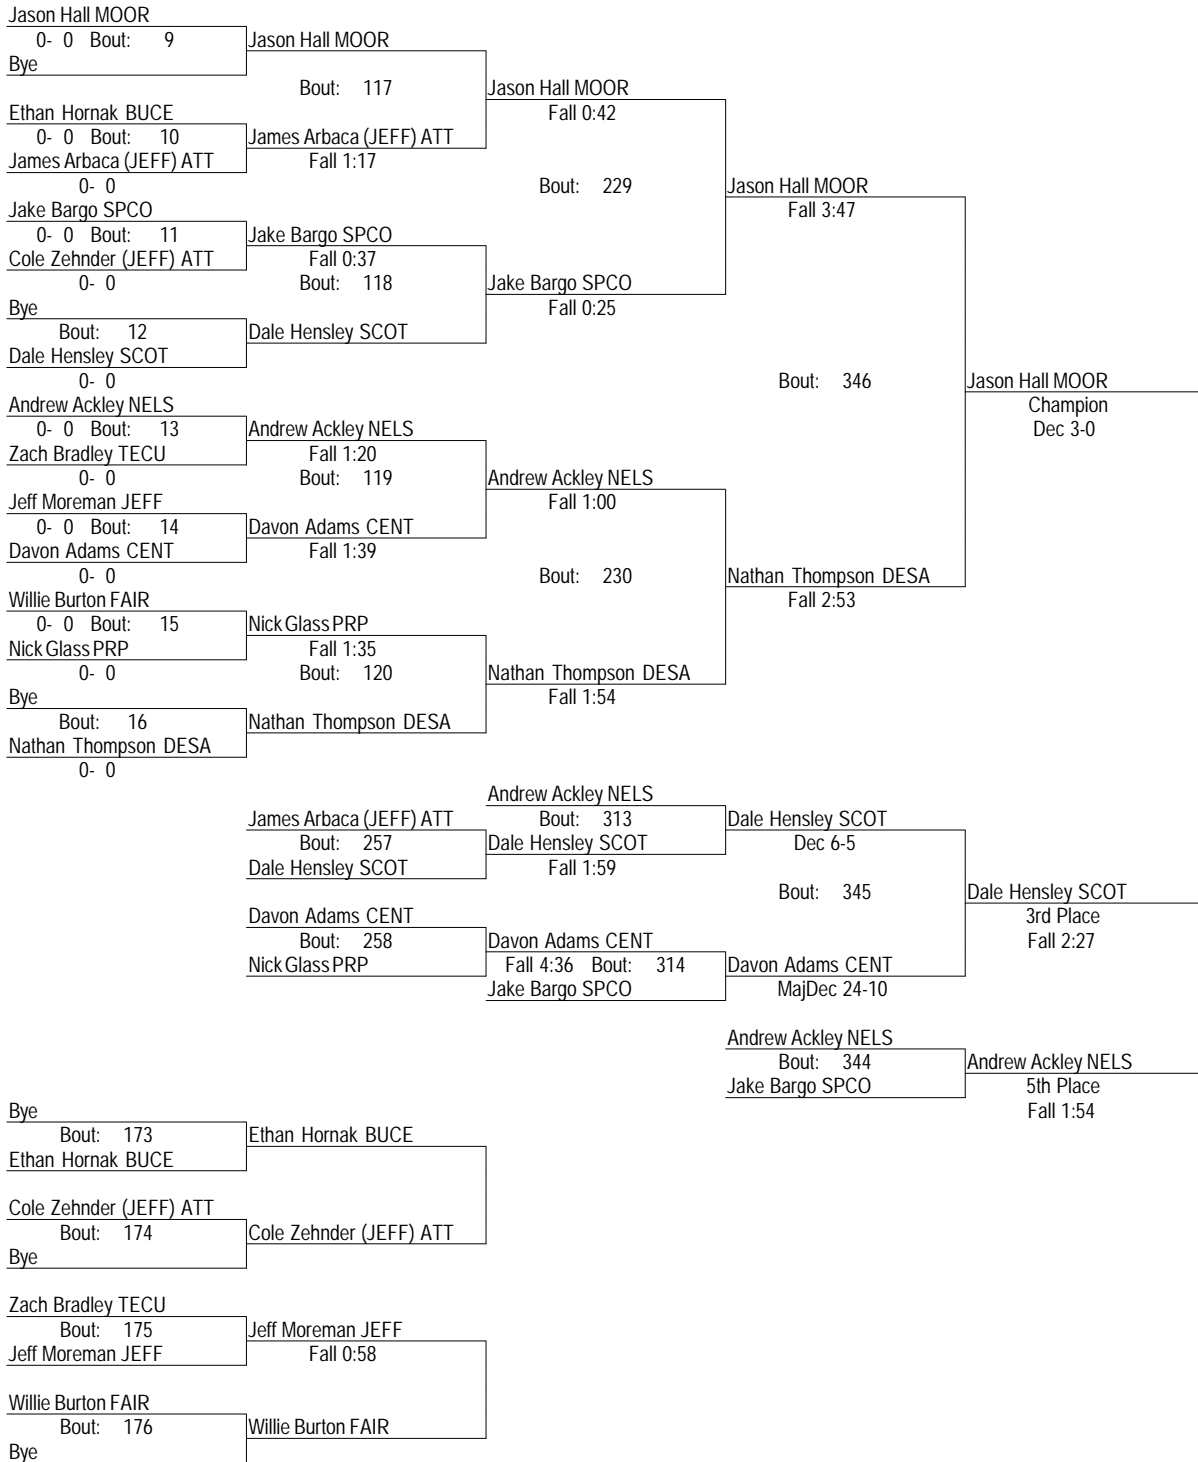 Jason Hall MOOR
0- 0 Bout: 9
Jason Hall MOOR
Bye
Bout: 117
Jason Hall MOOR
Ethan Hornak BUCE
Fall 0:42
0- 0 Bout: 10
James Arbaca (JEFF) ATT
James Arbaca (JEFF) ATT
Fall 1:17
0- 0
Bout: 229
Jason Hall MOOR
Jake Bargo SPCO
Fall 3:47
0- 0 Bout: 11
Jake Bargo SPCO
Cole Zehnder (JEFF) ATT
Fall 0:37
0- 0
Bout: 118
Jake Bargo SPCO
Bye
Fall 0:25
Bout: 12
Dale Hensley SCOT
Dale Hensley SCOT
0- 0
Bout: 346
Jason Hall MOOR
Andrew Ackley NELS
Champion
0- 0 Bout: 13
Andrew Ackley NELS
Dec 3-0
Zach Bradley TECU
Fall 1:20
0- 0
Bout: 119
Andrew Ackley NELS
Jeff Moreman JEFF
Fall 1:00
0- 0 Bout: 14
Davon Adams CENT
Davon Adams CENT
Fall 1:39
0- 0
Bout: 230
Nathan Thompson DESA
Willie Burton FAIR
Fall 2:53
0- 0 Bout: 15
Nick Glass PRP
Nick Glass PRP
Fall 1:35
0- 0
Bout: 120
Nathan Thompson DESA
Bye
Fall 1:54
Bout: 16
Nathan Thompson DESA
Nathan Thompson DESA
0- 0
Andrew Ackley NELS
James Arbaca (JEFF) ATT
Bout: 313
Dale Hensley SCOT
Bout: 257
Dale Hensley SCOT
Dec 6-5
Dale Hensley SCOT
Fall 1:59
Bout: 345
Dale Hensley SCOT
Davon Adams CENT
3rd Place
Bout: 258
Davon Adams CENT
Fall 2:27
Nick Glass PRP
Fall 4:36 Bout: 314
Davon Adams CENT
Jake Bargo SPCO
MajDec 24-10
Andrew Ackley NELS
Bout: 344
Andrew Ackley NELS
Jake Bargo SPCO
5th Place
Fall 1:54
Bye
Bout: 173
Ethan Hornak BUCE
Ethan Hornak BUCE
Cole Zehnder (JEFF) ATT
Bout: 174
Cole Zehnder (JEFF) ATT
Bye
Zach Bradley TECU
Bout: 175
Jeff Moreman JEFF
Jeff Moreman JEFF
Fall 0:58
Willie Burton FAIR
Bout: 176
Willie Burton FAIR
Bye